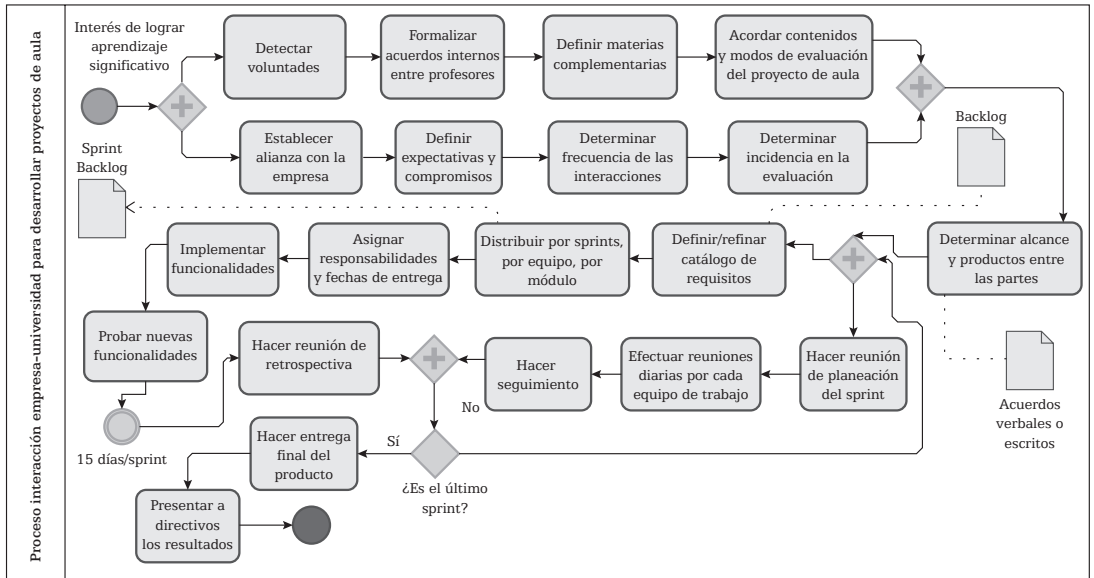 Proceso interacción empresa-universidad para desarrollar proyectos de aula
Interés de lograr
aprendizaje
significativo
Detectar
voluntades
Formalizar
acuerdos internos
entre profesores
Definir materias
complementarias
Acordar contenidos
y modos de evaluación
del proyecto de aula
Establecer
alianza con la
empresa
Definir
expectativas y
compromisos
Determinar
frecuencia de las
interacciones
Determinar
incidencia en la
evaluación
Backlog
Sprint
Backlog
Implementar
funcionalidades
Asignar
responsabilidades
y fechas de entrega
Distribuir por sprints,
por equipo, por
módulo
Definir/refinar
catálogo de
requisitos
Determinar alcance
y productos entre
las partes
Probar nuevas
funcionalidades
Hacer reunión de
retrospectiva
Hacer
seguimiento
Efectuar reuniones
diarias por cada
equipo de trabajo
Hacer reunión
de planeación
del sprint
Acuerdos
verbales o
escritos
No
Sí
15 días/sprint
Hacer entrega
final del
producto
¿Es el último
sprint?
Presentar a
directivos
los resultados